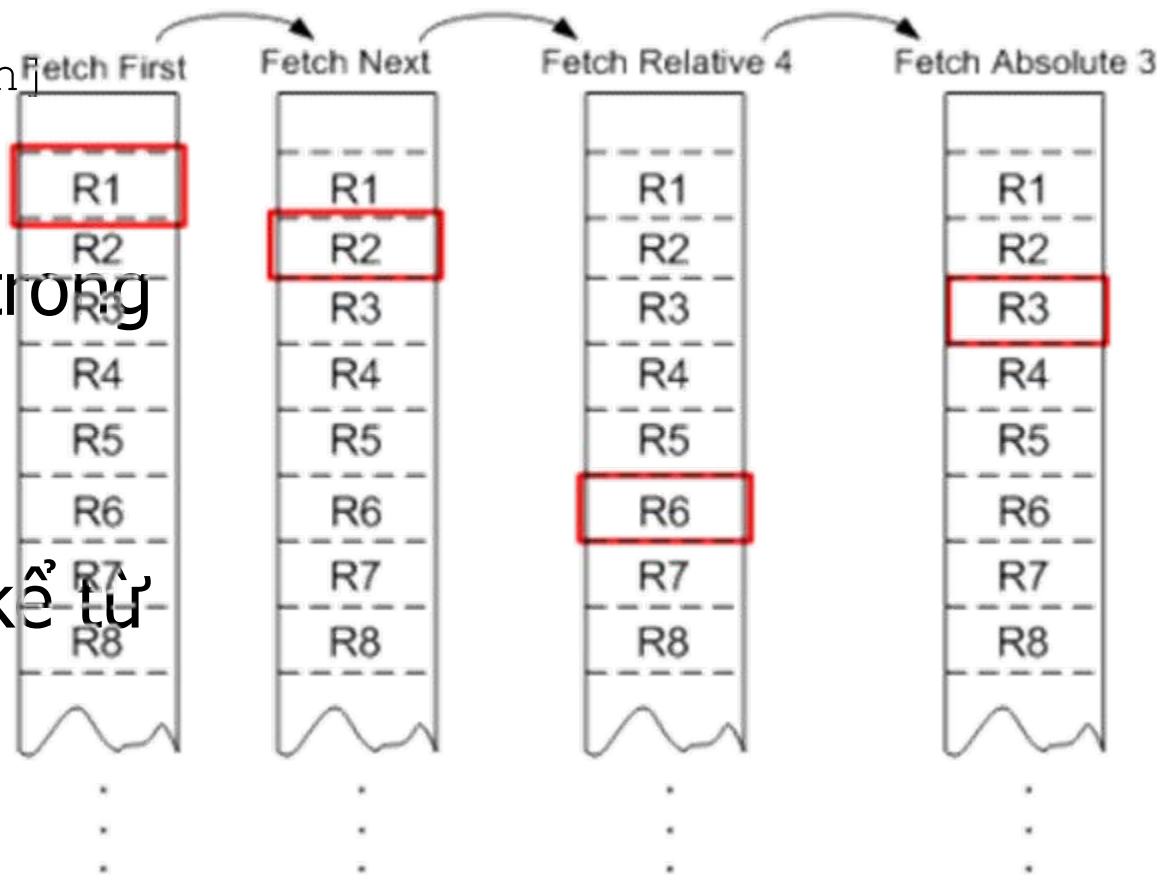 Fetch First
Fetch Next
Fetch Relative 4
Fetch Absolute 3
R1
R2
R3
R4
R5
R6
R7
R8
trong
kể từ
R1
R2
R3
R4
R5
R6
R7
R8
R1
R2
R3
R4
R5
R6
R7
R8
R1
R2
R3
R4
R5
R6
R7
R8